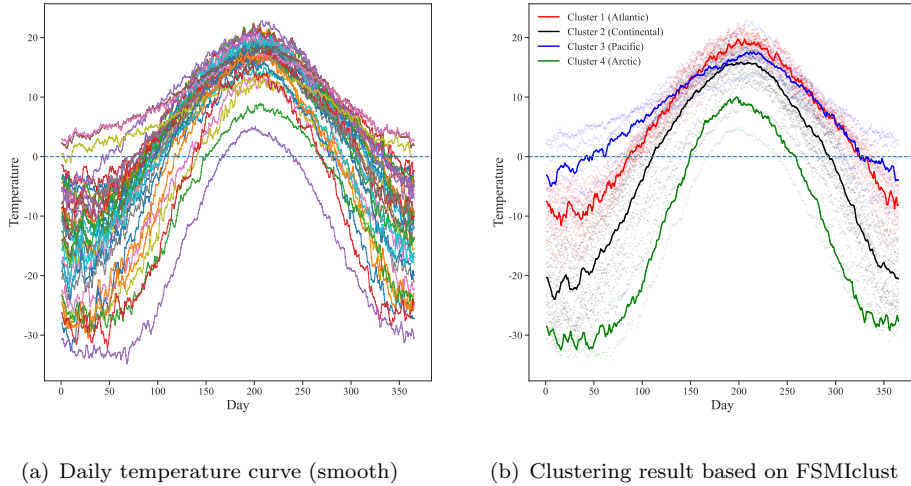 20
10
0
-10
-20
-30
Temperature
0 50 100 150 200 250 300 350
Day
Cluster 1 (Atlantic)
Cluster 2 (Continental)
Cluster 3 (Pacific)
Cluster 4 (Arctic)
20
10
0
-10
-20
-30
Temperature
0 50 100 150 200 250 300 350
Day
(a) Daily temperature curve (smooth)
(b) Clustering result based on FSMIclust